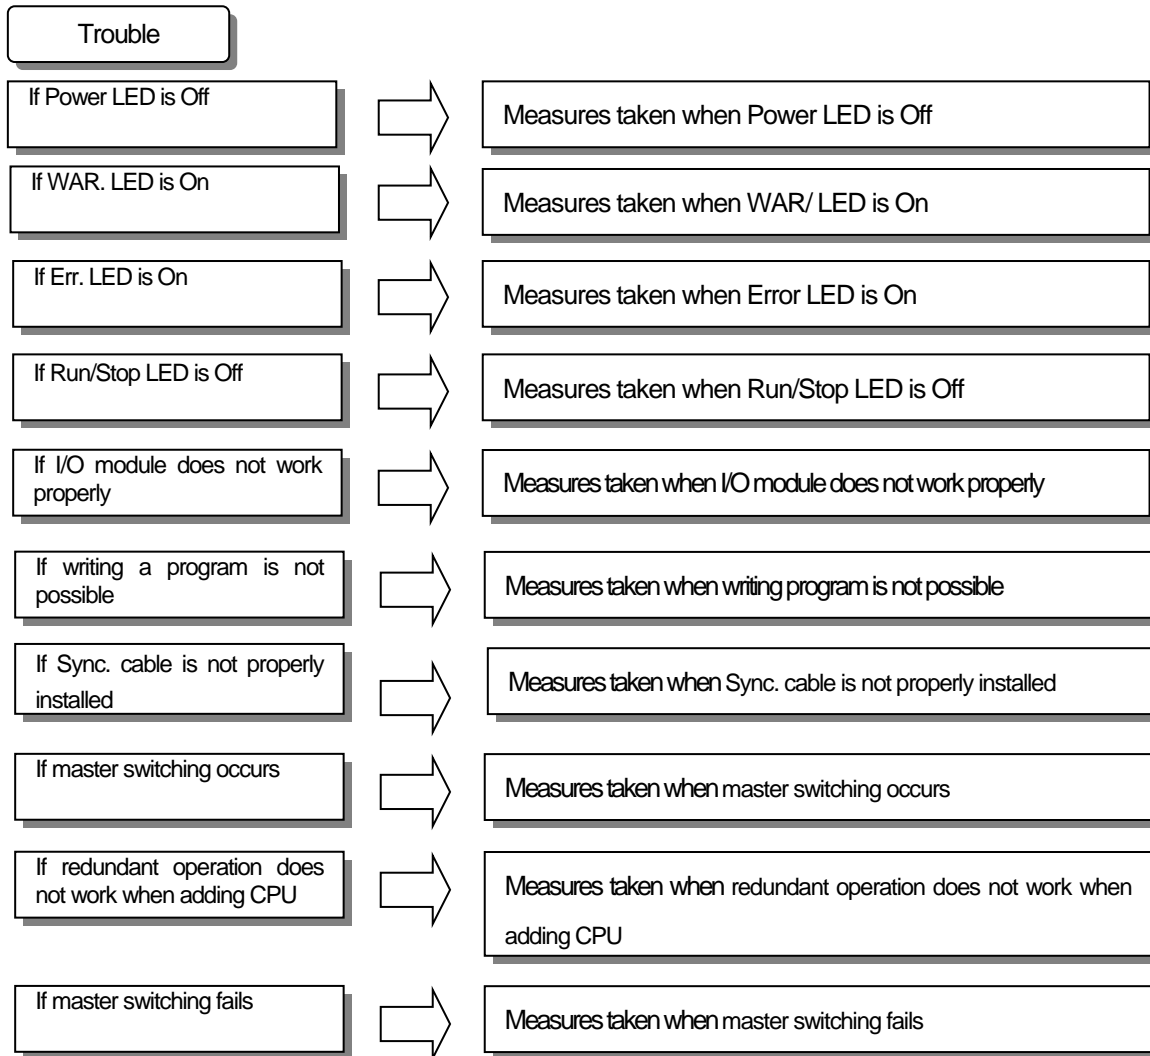 Trouble
If Power LED is Off
Measures taken when Power LED is Off
If WAR. LED is On
Measures taken when WAR/ LED is On
If Err. LED is On
Measures taken when Error LED is On
If Run/Stop LED is Off
Measures taken when Run/Stop LED is Off
If I/O module does not work
properly
Measures taken when I/O module does not work properly
If writing a program is not
possible
Measures taken when writing program is not possible
If Sync. cable is not properly
installed
Measures taken when Sync. cable is not properly installed
If master switching occurs
Measures taken when master switching occurs
If redundant operation does
not work when adding CPU
Measures taken when redundant operation does not work when
adding CPU
If master switching fails
Measures taken when master switching fails